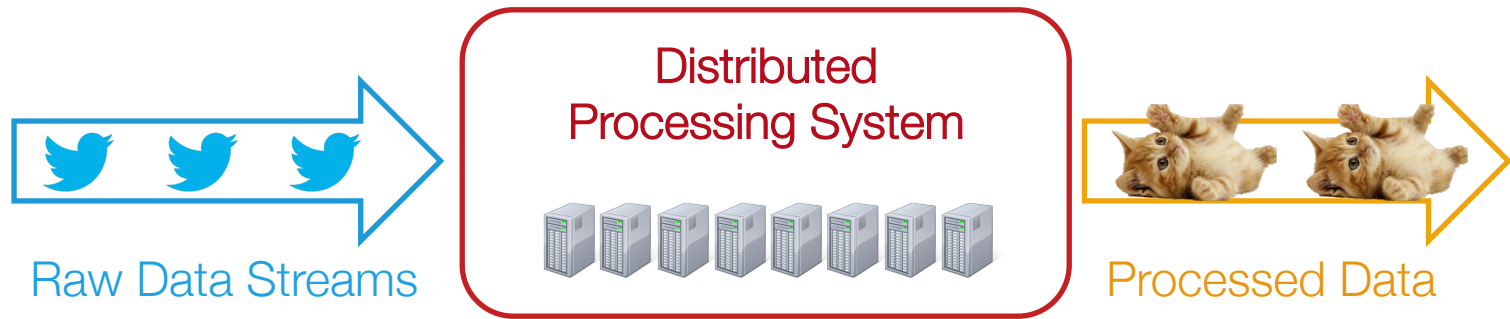 Distributed
Processing System
Raw Data Streams
Processed Data